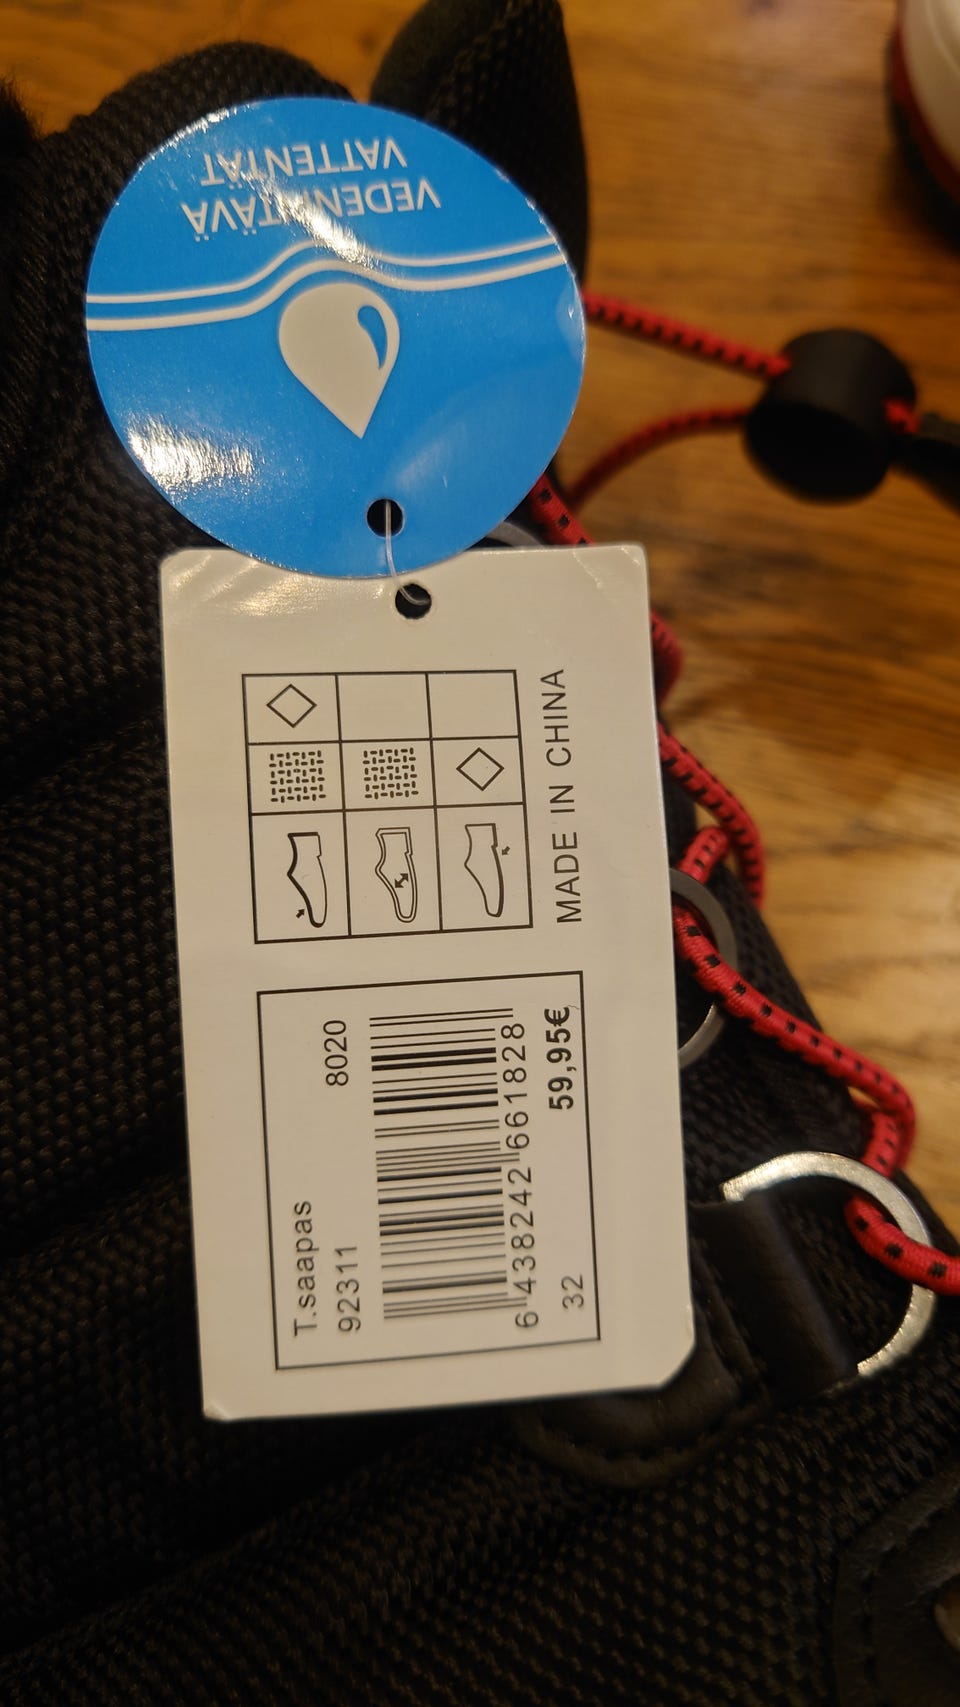 VEDENPITÄVÄ
VATTENTÄT
T.saapas
92311 8020
6 438242 661828
32 59,95€
MADE IN CHINA